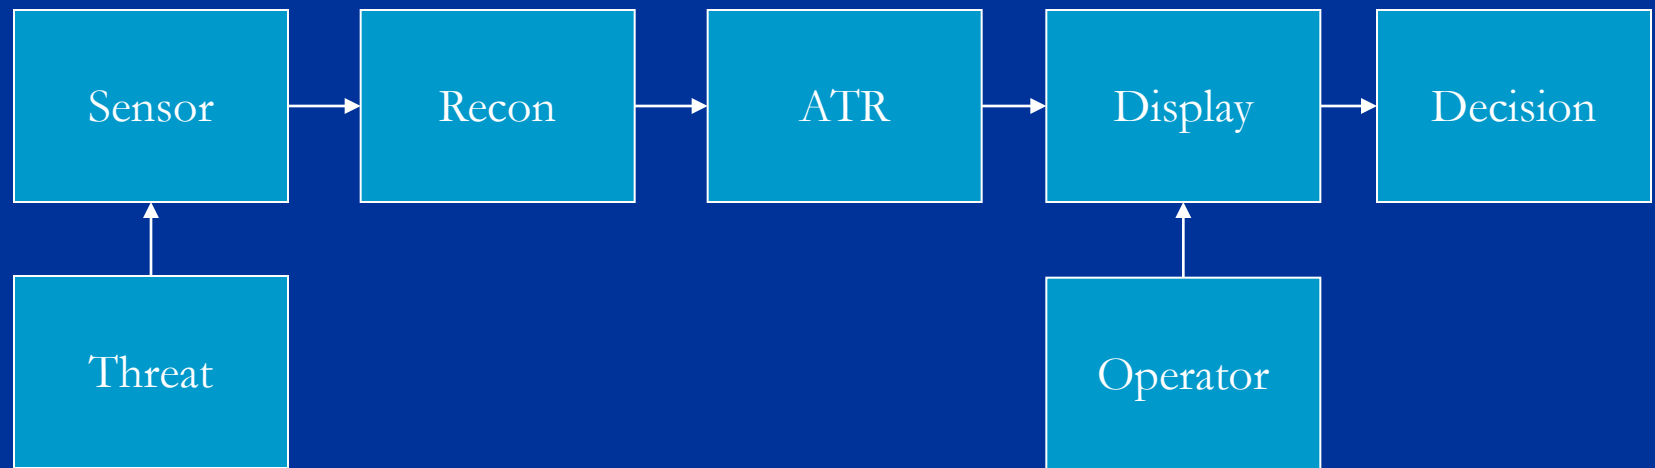 Sensor
Recon
ATR
Display
Decision
Threat
Operator